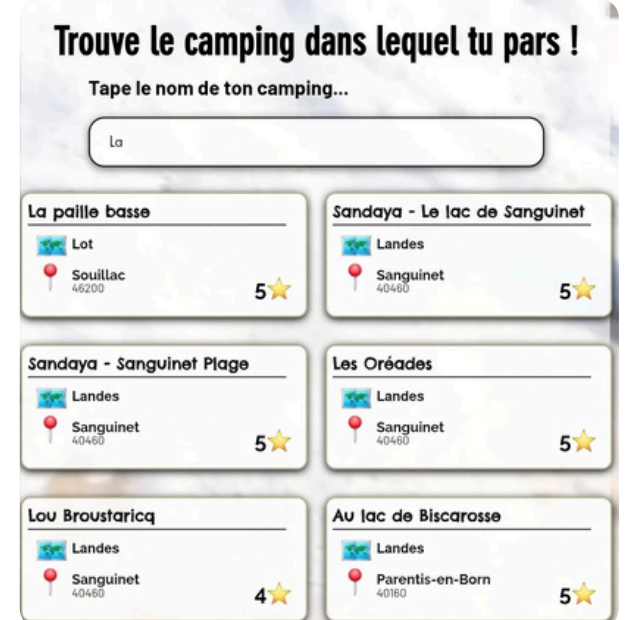 Trouve le camping dans lequel tu pars !
Tape le nom de ton camping...
La
La paille basse
Lot
Souillac
46200
5
Sandaya - Le lac de Sanguinet
Landes
Sanguinet
40460
5
Sandaya - Sanguinet Plage
Landes
Sanguinet
40460
5
Les Oréades
Landes
Sanguinet
40460
5
Lou Broustaricq
Landes
Sanguinet
40460
4
Au lac de Biscarosse
Landes
Parentis-en-Born
40160
5